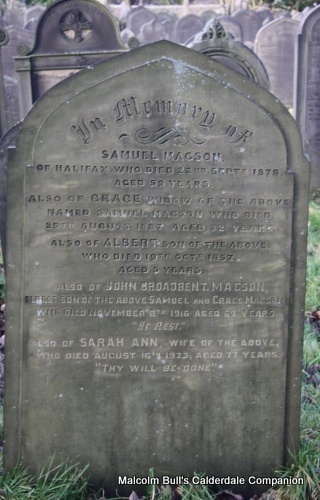 In Memory of
SAMUEL MACSON,
OF HALIFAX, WHO DIED 22ND SEPTR 1878,
AGED 59 YEARS.
ALSO OF GRACE WIDOW OF THE ABOVE
NAMED SAMUEL MACSON WHO DIED
25TH AUGUST AGED 72 YEARS.
ALSO OF ALBERT SON OF THE ABOVE,
WHO DIED 19TH OCTR 1857,
AGED 5 YEARS.
ALSO OF JOHN BROADBENT MACSON,
ELDEST SON OF THE ABOVE SAMUEL AND GRACE MACSON
WHO DIED NOVEMBER 8TH 1916 AGED 69 YEARS.
"AT REST."
ALSO OF SARAH ANN, WIFE OF THE ABOVE,
WHO DIED AUGUST 16TH 1923, AGED 77 YEARS.
"THY WILL BE DONE"
Malcolm Bull's Calderdale Companion